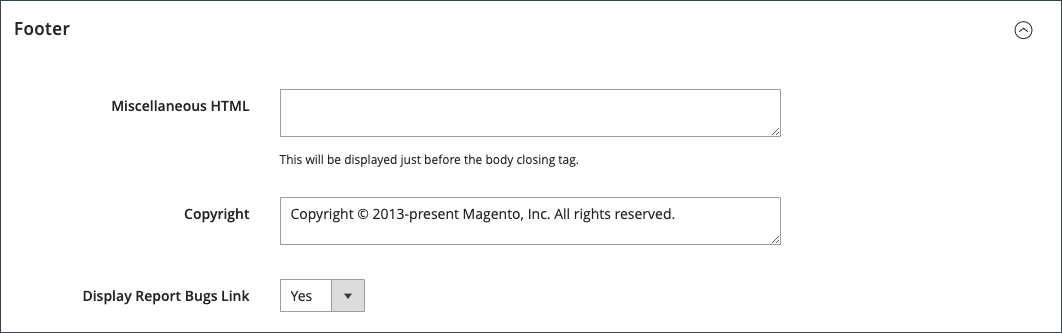 Footer
Miscellaneous HTML
This will be displayed just before the body closing tag.
Copyright
Copyright © 2013-present Magento, Inc. All rights reserved.
Display Report Bugs Link
Yes